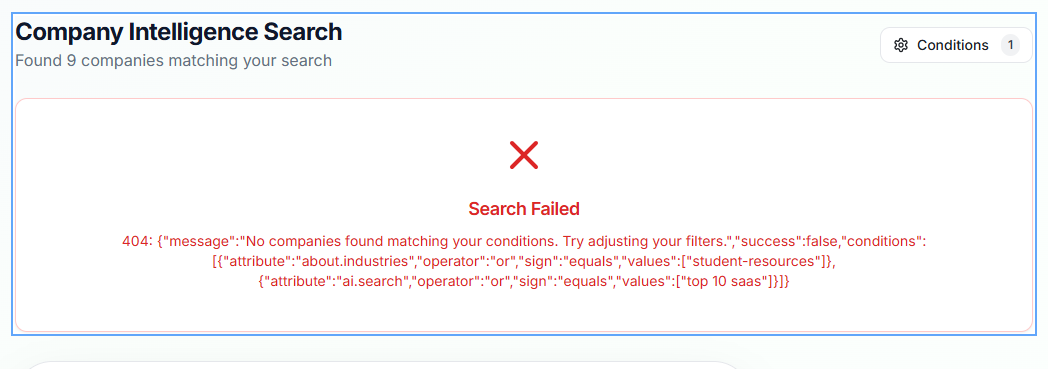 Company Intelligence Search
Found 9 companies matching your search
Conditions 1
Search Failed
404: {"message":"No companies found matching your conditions. Try adjusting your filters.","success":false,"conditions":
[{"attribute":"about.industries","operator":"or","sign":"equals","values":["student-resources"]},
{"attribute":"ai.search","operator":"or","sign":"equals","values":["top 10 saas"]}]}